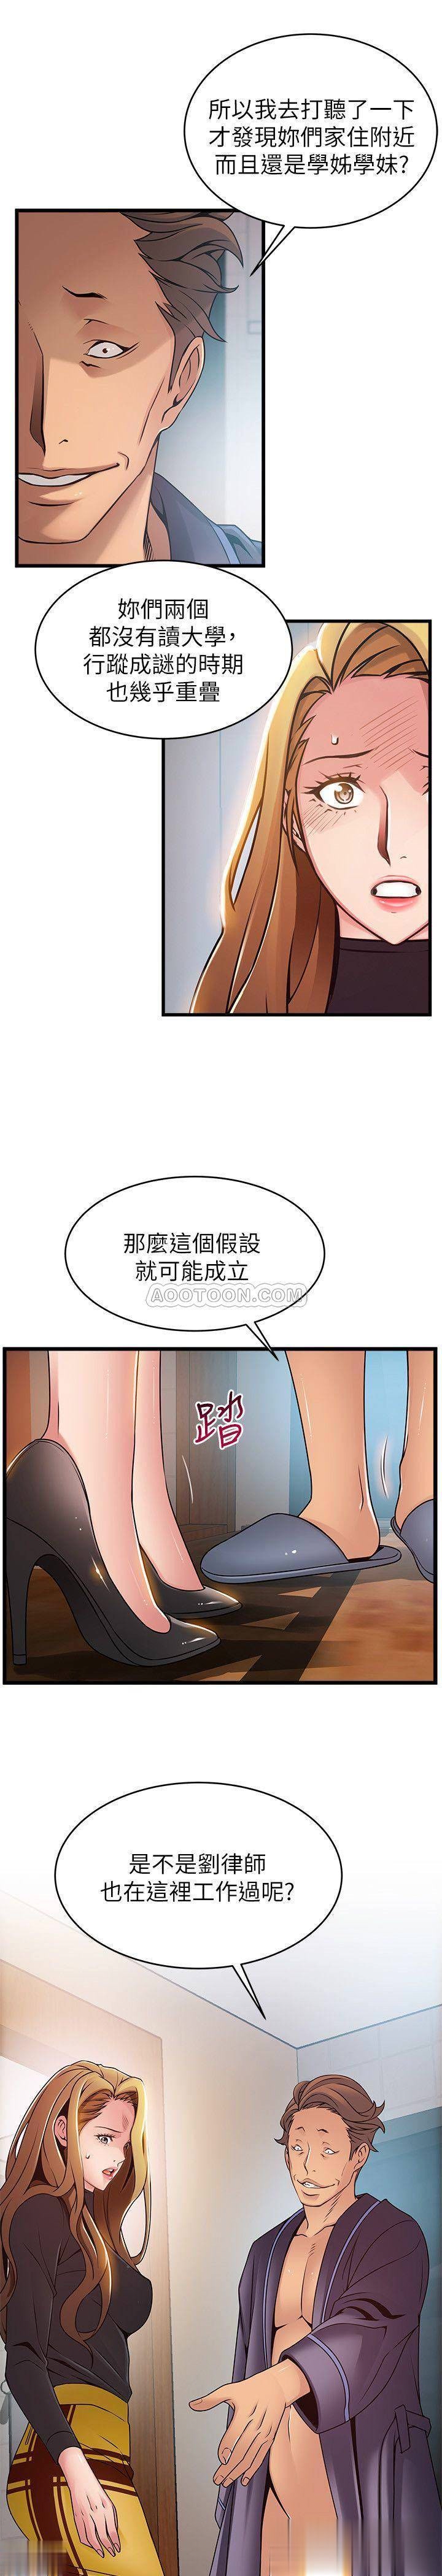 所以我去打聽了一下
才發現妳們家住附近
而且還是學姊學妹?
妳們兩個
都沒有讀大學，
行蹤成謎的時期
也幾乎重疊
那麼這個假設
就可能成立
AOOTOON.COM
踏
是不是劉律師
也在這裡工作過呢?